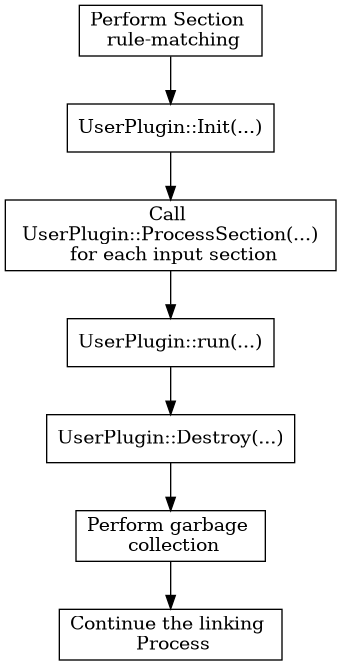 Perform Section
rule-matching
UserPlugin::Init(...)
Call
UserPlugin::ProcessSection(...)
for each input section
UserPlugin::run(...)
UserPlugin::Destroy(...)
Perform garbage
collection
Continue the linking
Process